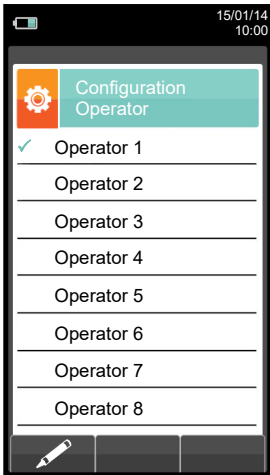 15/01/14
10:00
Configuration
Operator
Operator 1
Operator 2
Operator 3
Operator 4
Operator 5
Operator 6
Operator 7
Operator 8